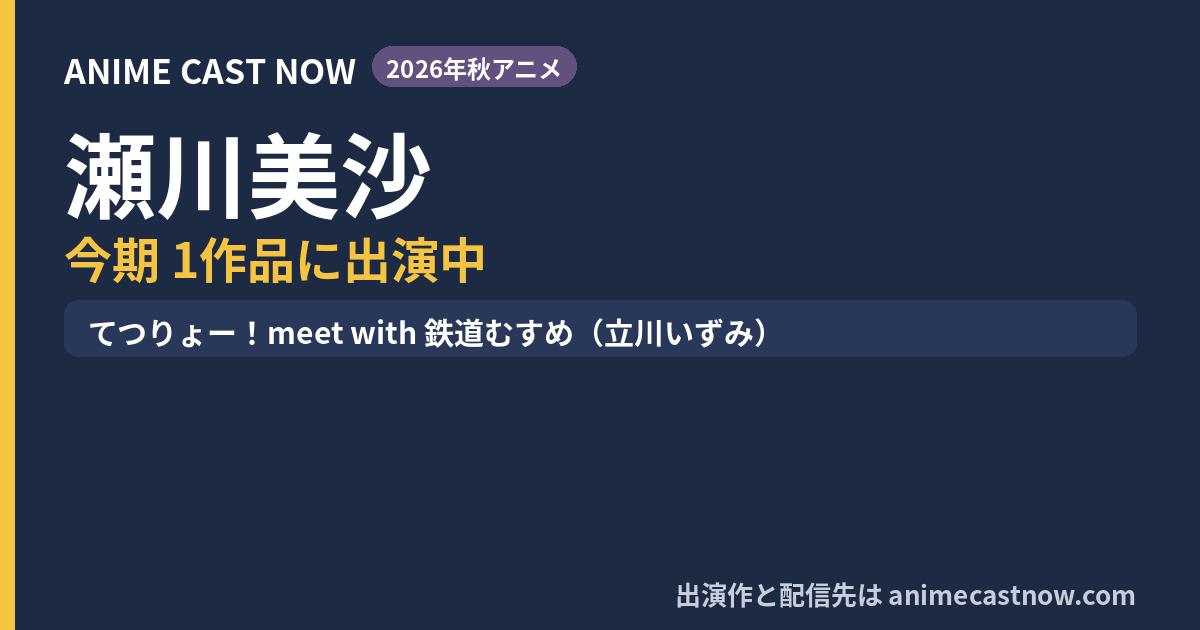 ANIME CAST NOW 2026年秋アニメ
瀬川美沙
今期 1作品に出演中
てつりょー！meet with 鉄道むすめ（立川いずみ）
出演作と配信先は animecastnow.com